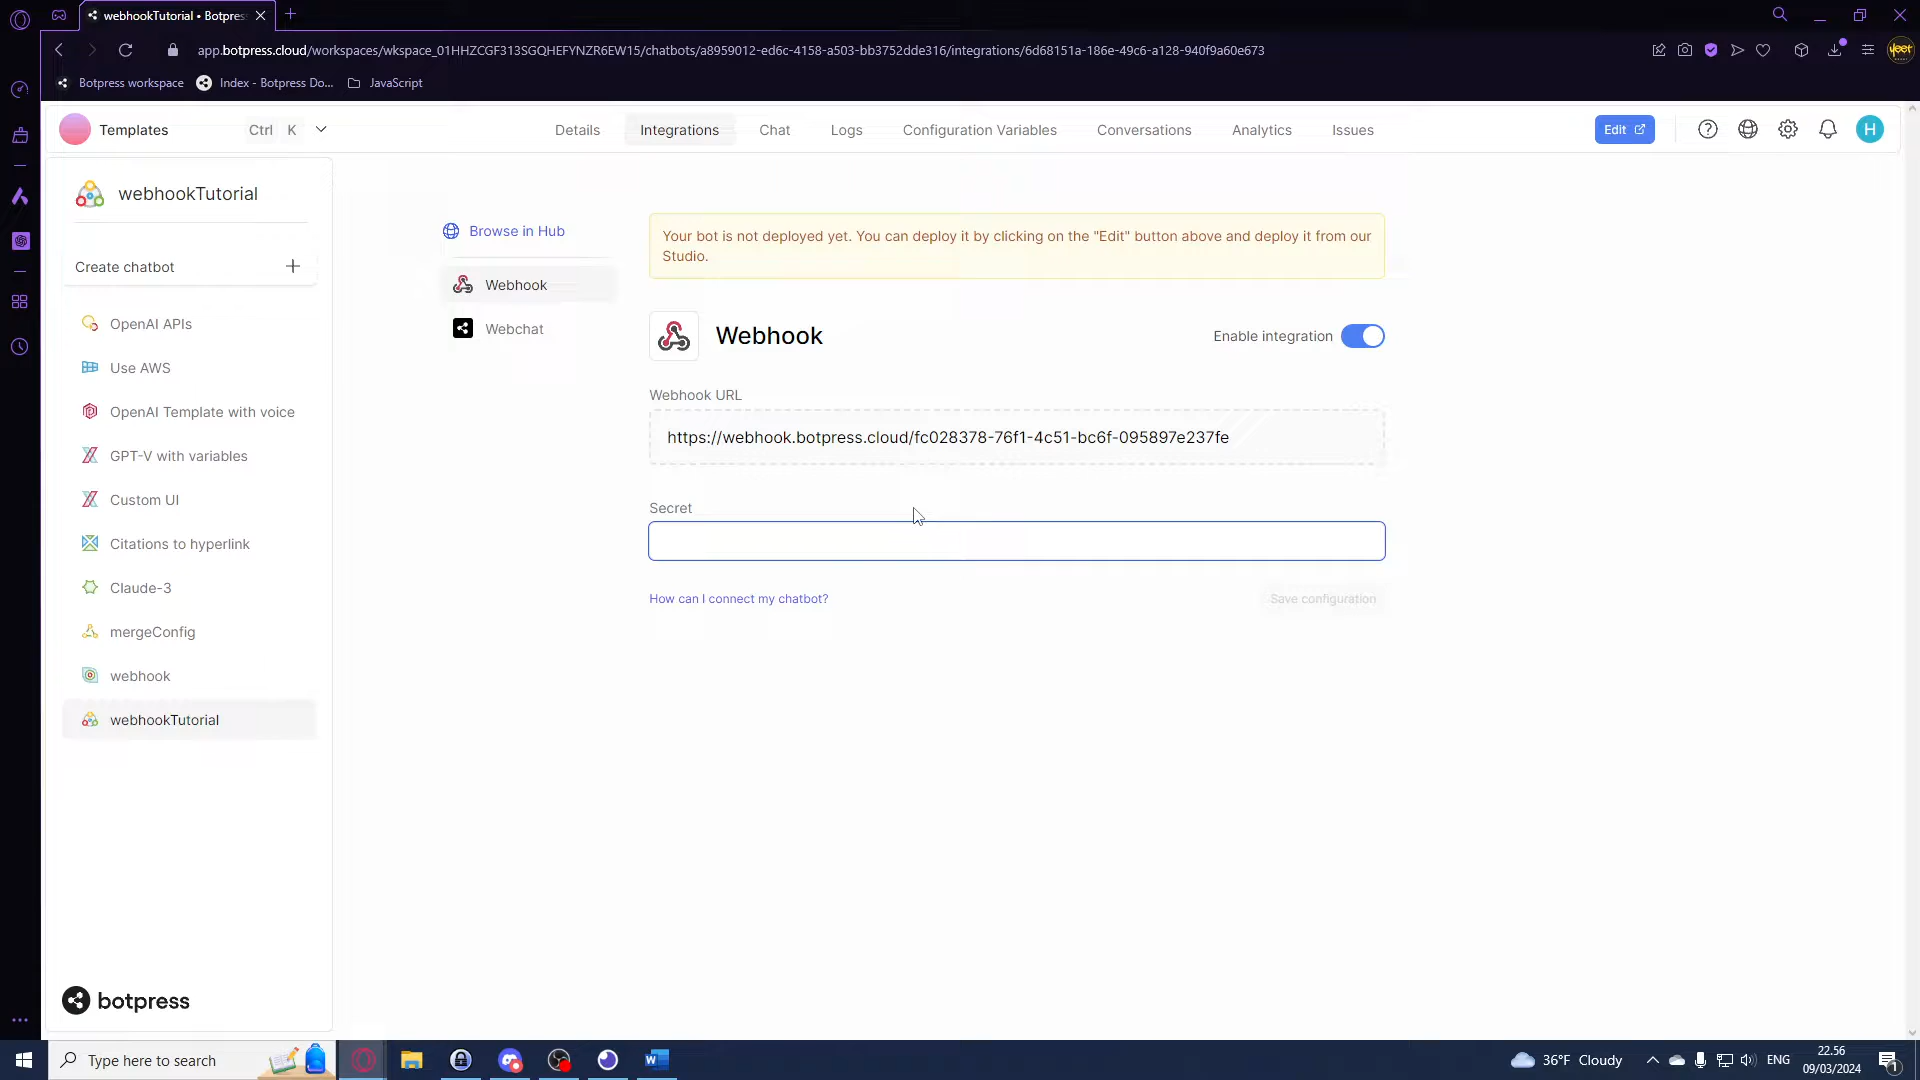 webhookTutorial • Botpres
app.botpress.cloud/workspaces/wkspace_01HHZCGF313SGQHEFYNZR6EW15/chatbots/a8959012-ed6c-4158-a503-bb3752dde316/integrations/6d68151a-186e-49c6-a128-940f9a60e673
yeet
Botpress workspace
Index - Botpress Do...
JavaScript
Templates
Ctrl K
Details
Integrations
Chat
Logs
Configuration Variables
Conversations
Analytics
Issues
Edit
H
webhookTutorial
Create chatbot
OpenAI APIs
Use AWS
OpenAI Template with voice
GPT-V with variables
Custom UI
Citations to hyperlink
Claude-3
mergeConfig
webhook
webhookTutorial
botpress
Browse in Hub
Webhook
Webchat
Your bot is not deployed yet. You can deploy it by clicking on the "Edit" button above and deploy it from our
Studio.
Webhook
Enable integration
Webhook URL
https://webhook.botpress.cloud/fc028378-76f1-4c51-bc6f-095897e237fe
Secret
How can I connect my chatbot?
Save configuration
Type here to search
36°F Cloudy
ENG
22.56
09/03/2024
1